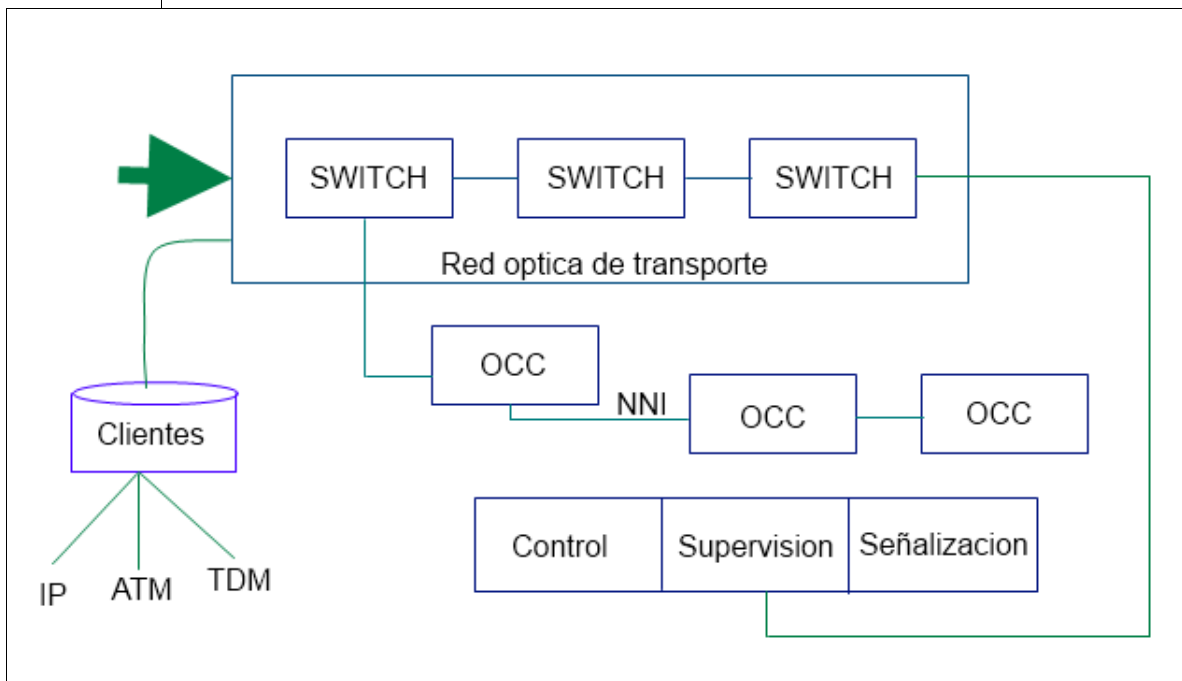 SWITCH
SWITCH
SWITCH
Red optica de transporte
OCC
NNI
OCC
OCC
Clientes
Control
Supervision
Señalizacion
IP
ATM
TDM